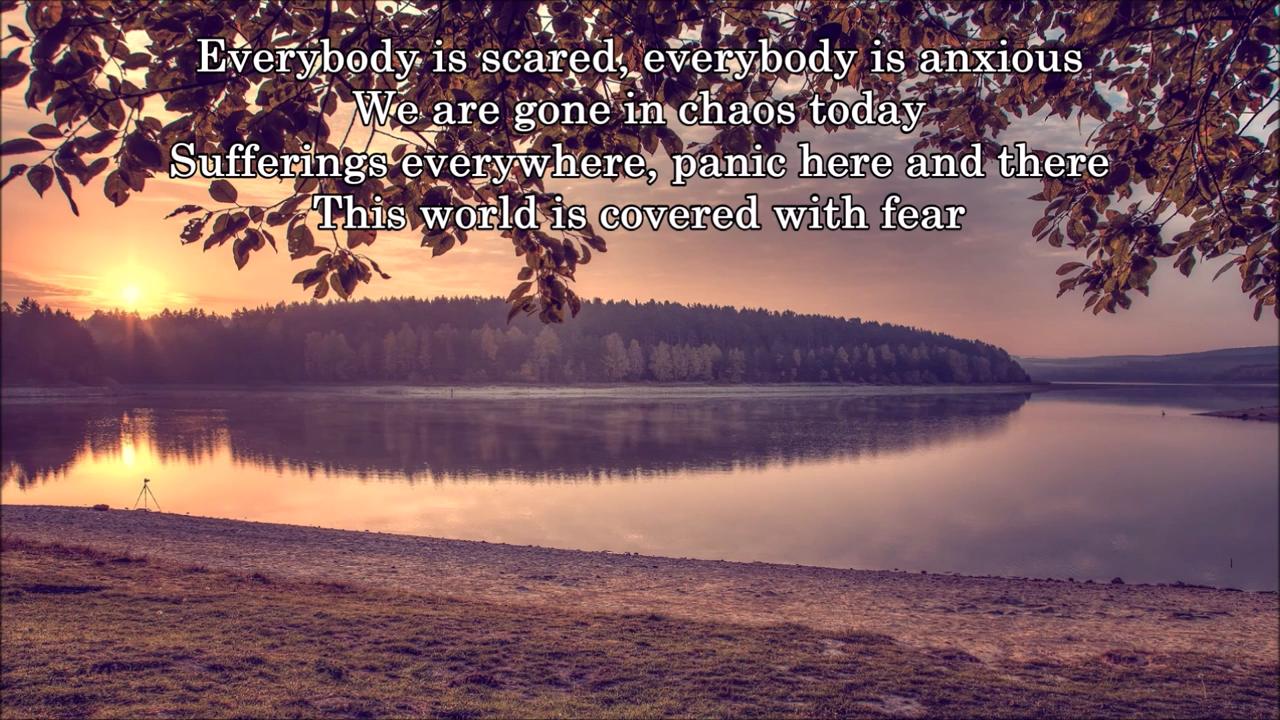 Everybody is scared, everybody is anxious
We are gone in chaos today
Sufferings everywhere, panic here and there
This world is covered with fear